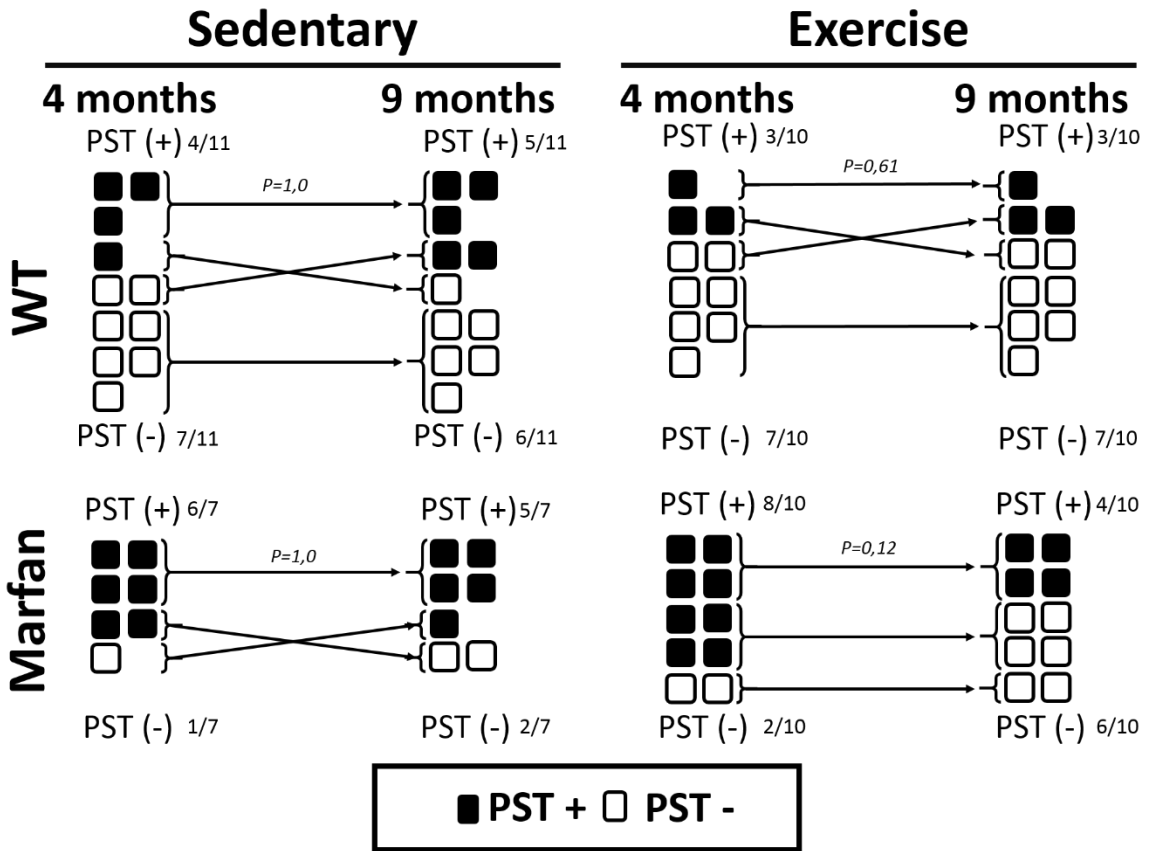 Sedentary
Exercise
4 months
9 months
4 months
9 months
WT
PST (+) 4/11
P=1,0
PST (+) 5/11
PST (-) 7/11
PST (-) 6/11
PST (+) 3/10
P=0,61
PST (+) 3/10
PST (-) 7/10
PST (-) 7/10
Marfan
PST (+) 6/7
P=1,0
PST (+) 5/7
PST (-) 1/7
PST (-) 2/7
PST (+) 8/10
P=0,12
PST (+) 4/10
PST (-) 2/10
PST (-) 6/10
PST + PST -